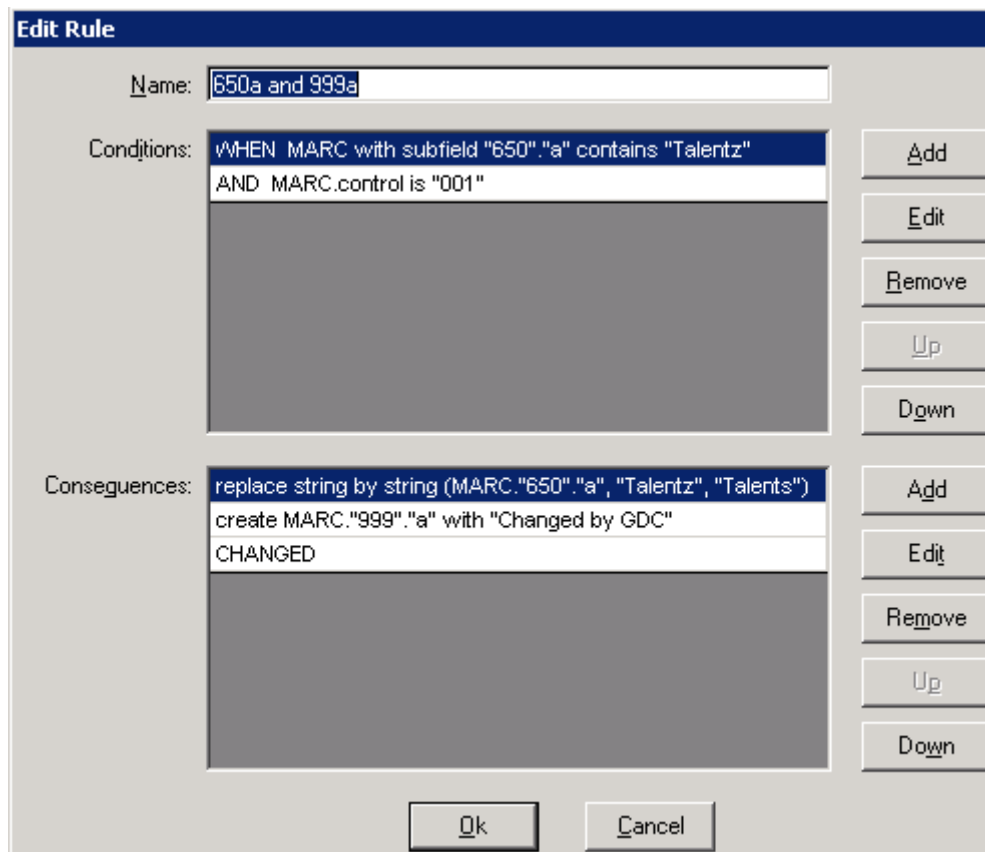 Edit Rule
Name: 650a and 999a
Conditions: WHEN MARC with subfield "650"."a" contains "Talentz"
AND MARC.control is "001"
Add
Edit
Remove
Up
Down
Consequences: replace string by string (MARC."650"."a", "Talentz", "Talents")
create MARC."999"."a" with "Changed by GDC"
CHANGED
Add
Edit
Remove
Up
Down
Ok Cancel